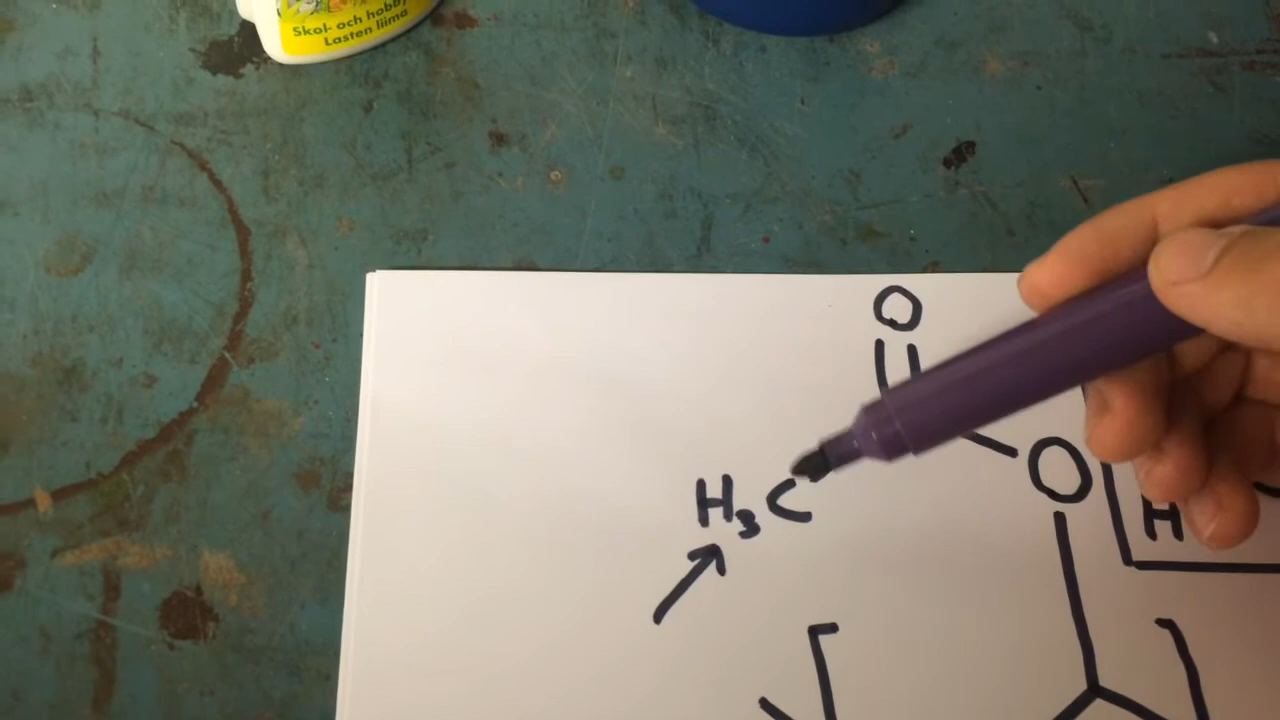 Skol- och hobby
Lasten liima
O
H₃C
O
H